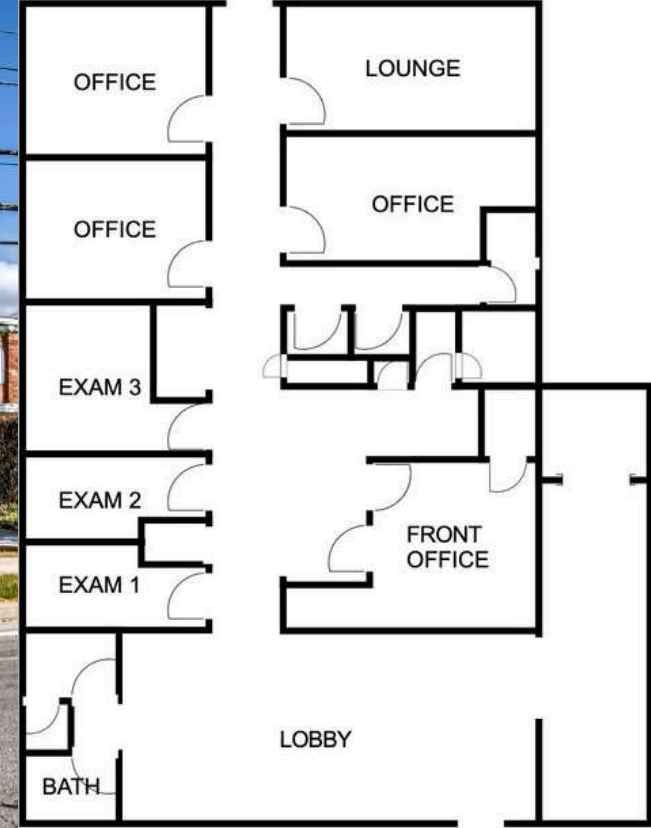 OFFICE
LOUNGE
OFFICE
OFFICE
EXAM 3
EXAM 2
FRONT
OFFICE
EXAM 1
LOBBY
BATH